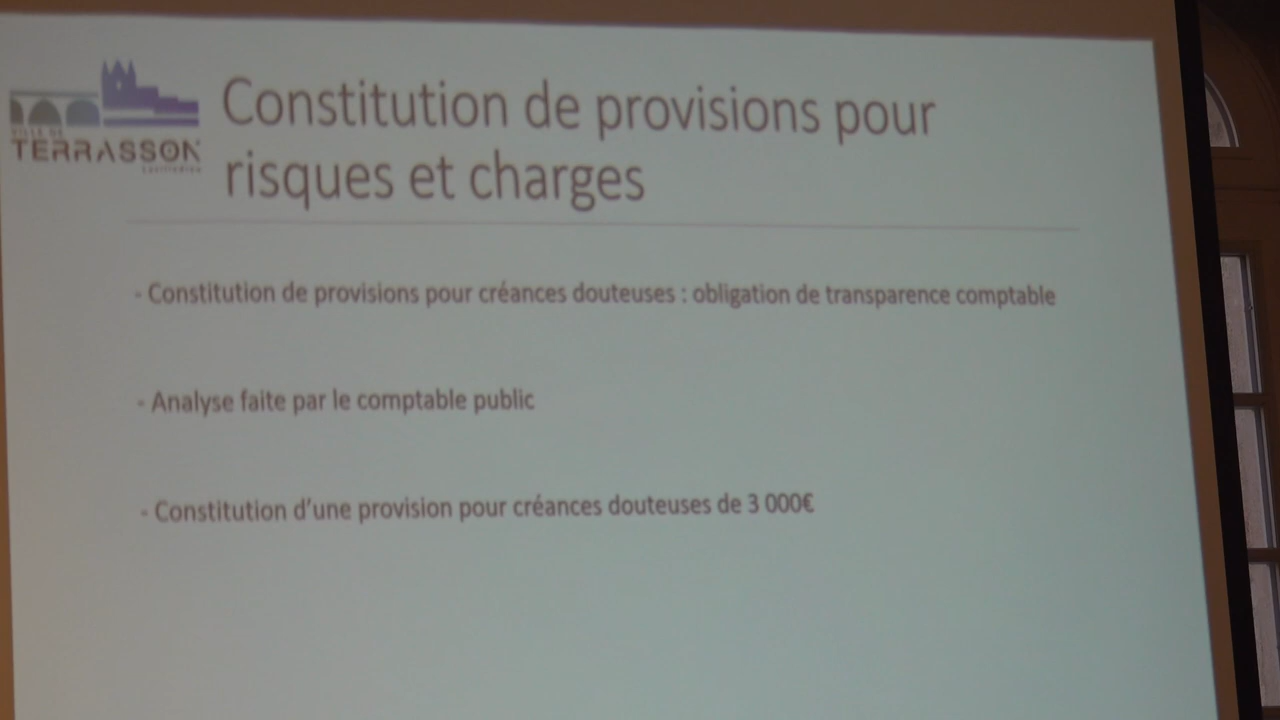 VILLE DE
TERRASSON
Constitution de provisions pour
risques et charges
- Constitution de provisions pour créances douteuses : obligation de transparence comptable
- Analyse faite par le comptable public
- Constitution d’une provision pour créances douteuses de 3 000€